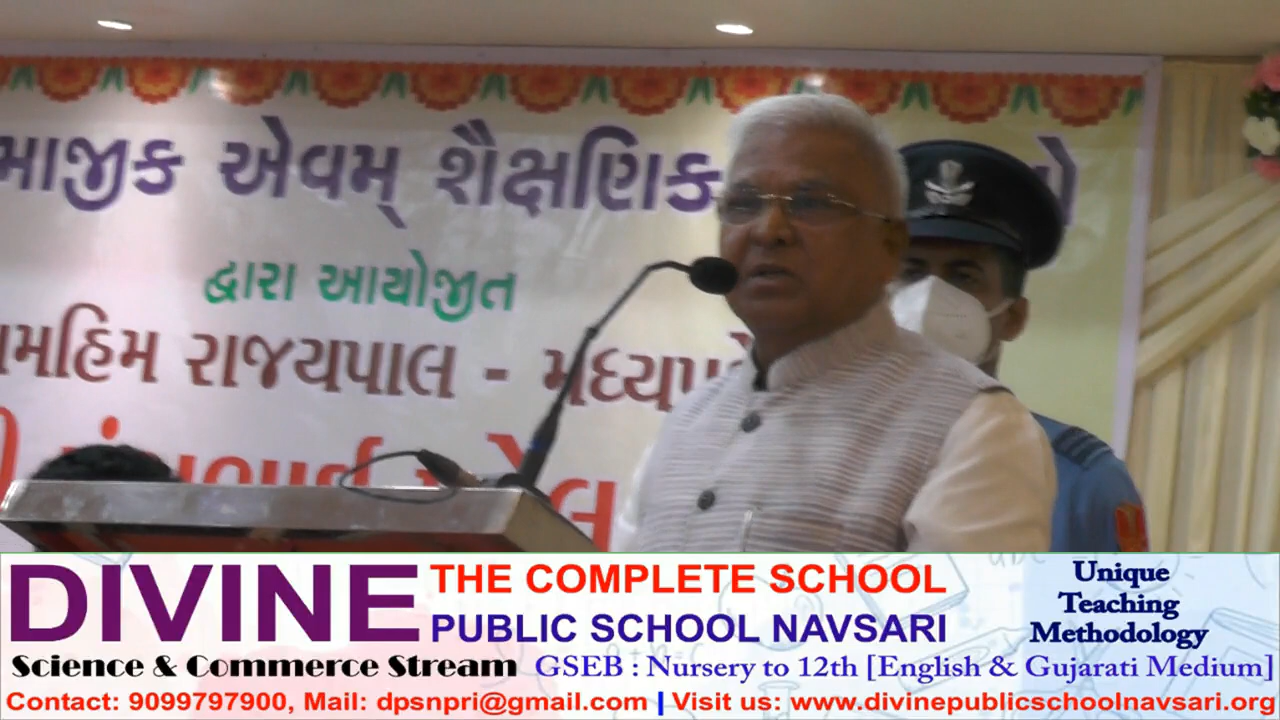 માજીક એવમ્ શૈક્ષણિક
દ્વારા આયોજીત
મહિમ રાજ્યપાલ - મધ્યપ
DIVINE THE COMPLETE SCHOOL
PUBLIC SCHOOL NAVSARI
Unique
Teaching
Methodology
Science & Commerce Stream GSEB : Nursery to 12th [English & Gujarati Medium]
Contact: 9099797900, Mail: dpsnpri@gmail.com | Visit us: www.divinepublicschoolnavsari.org